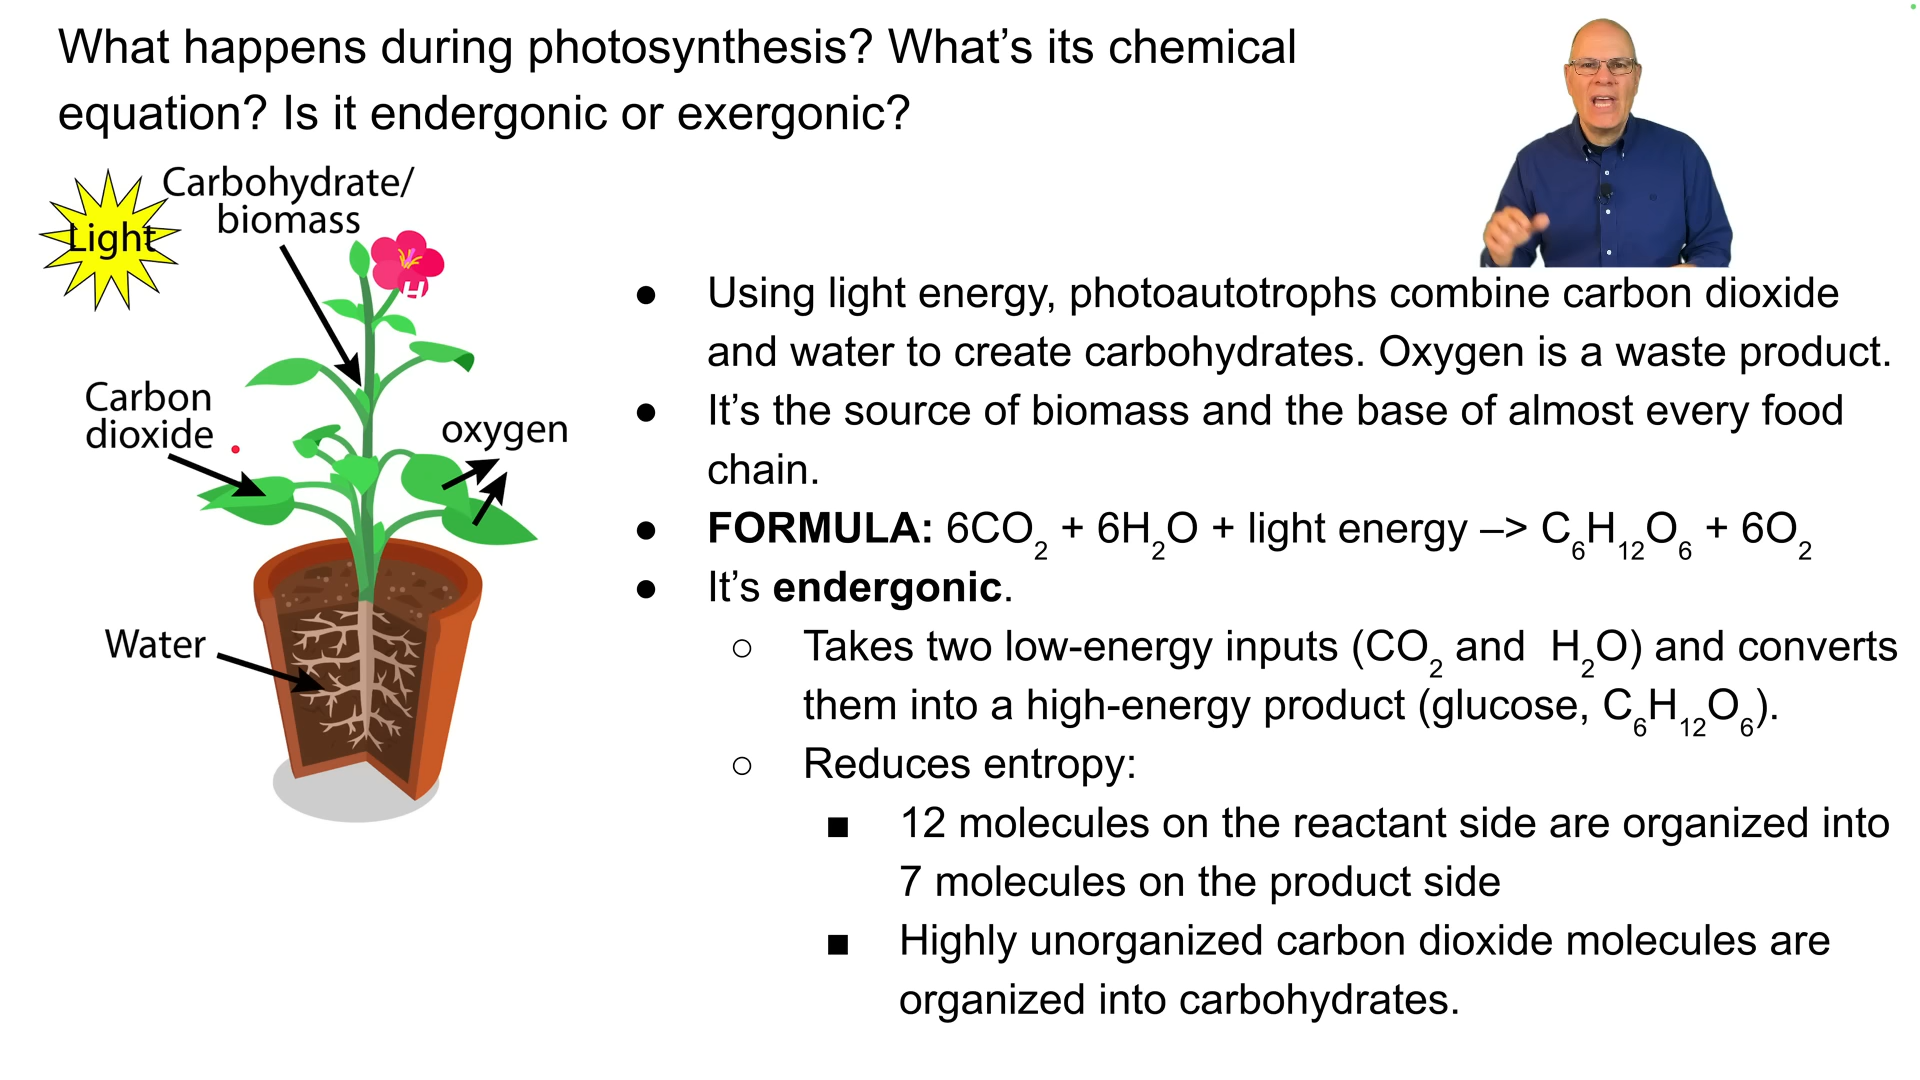 What happens during photosynthesis? What’s its chemical
equation? Is it endergonic or exergonic?
Light
Carbohydrate/
biomass
H
Carbon
dioxide
oxygen
Water
● Using light energy, photoautotrophs combine carbon dioxide
and water to create carbohydrates. Oxygen is a waste product.
● It’s the source of biomass and the base of almost every food
chain.
● FORMULA: 6CO₂ + 6H₂O + light energy –> C₆H₁₂O₆ + 6O₂
● It’s endergonic.
○ Takes two low-energy inputs (CO₂ and H₂O) and converts
them into a high-energy product (glucose, C₆H₁₂O₆).
○ Reduces entropy:
■ 12 molecules on the reactant side are organized into
7 molecules on the product side
■ Highly unorganized carbon dioxide molecules are
organized into carbohydrates.